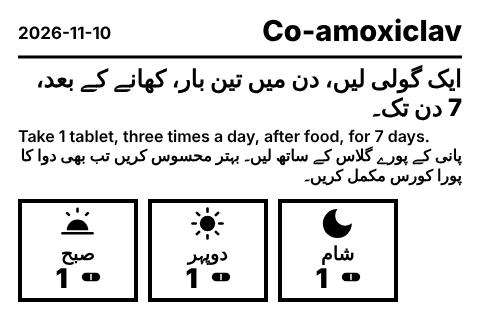 Co-amoxiclav
2026-11-10
ایک گولی لیں، دن میں تین بار، کھانے کے بعد،
7 دن تک۔
Take 1 tablet, three times a day, after food, for 7 days.
پانی کے پورے گلاس کے ساتھ لیں۔ بہتر محسوس کریں تب بھی دوا کا
پورا کورس مکمل کریں۔
صبح
1
دوپہر
1
شام
1